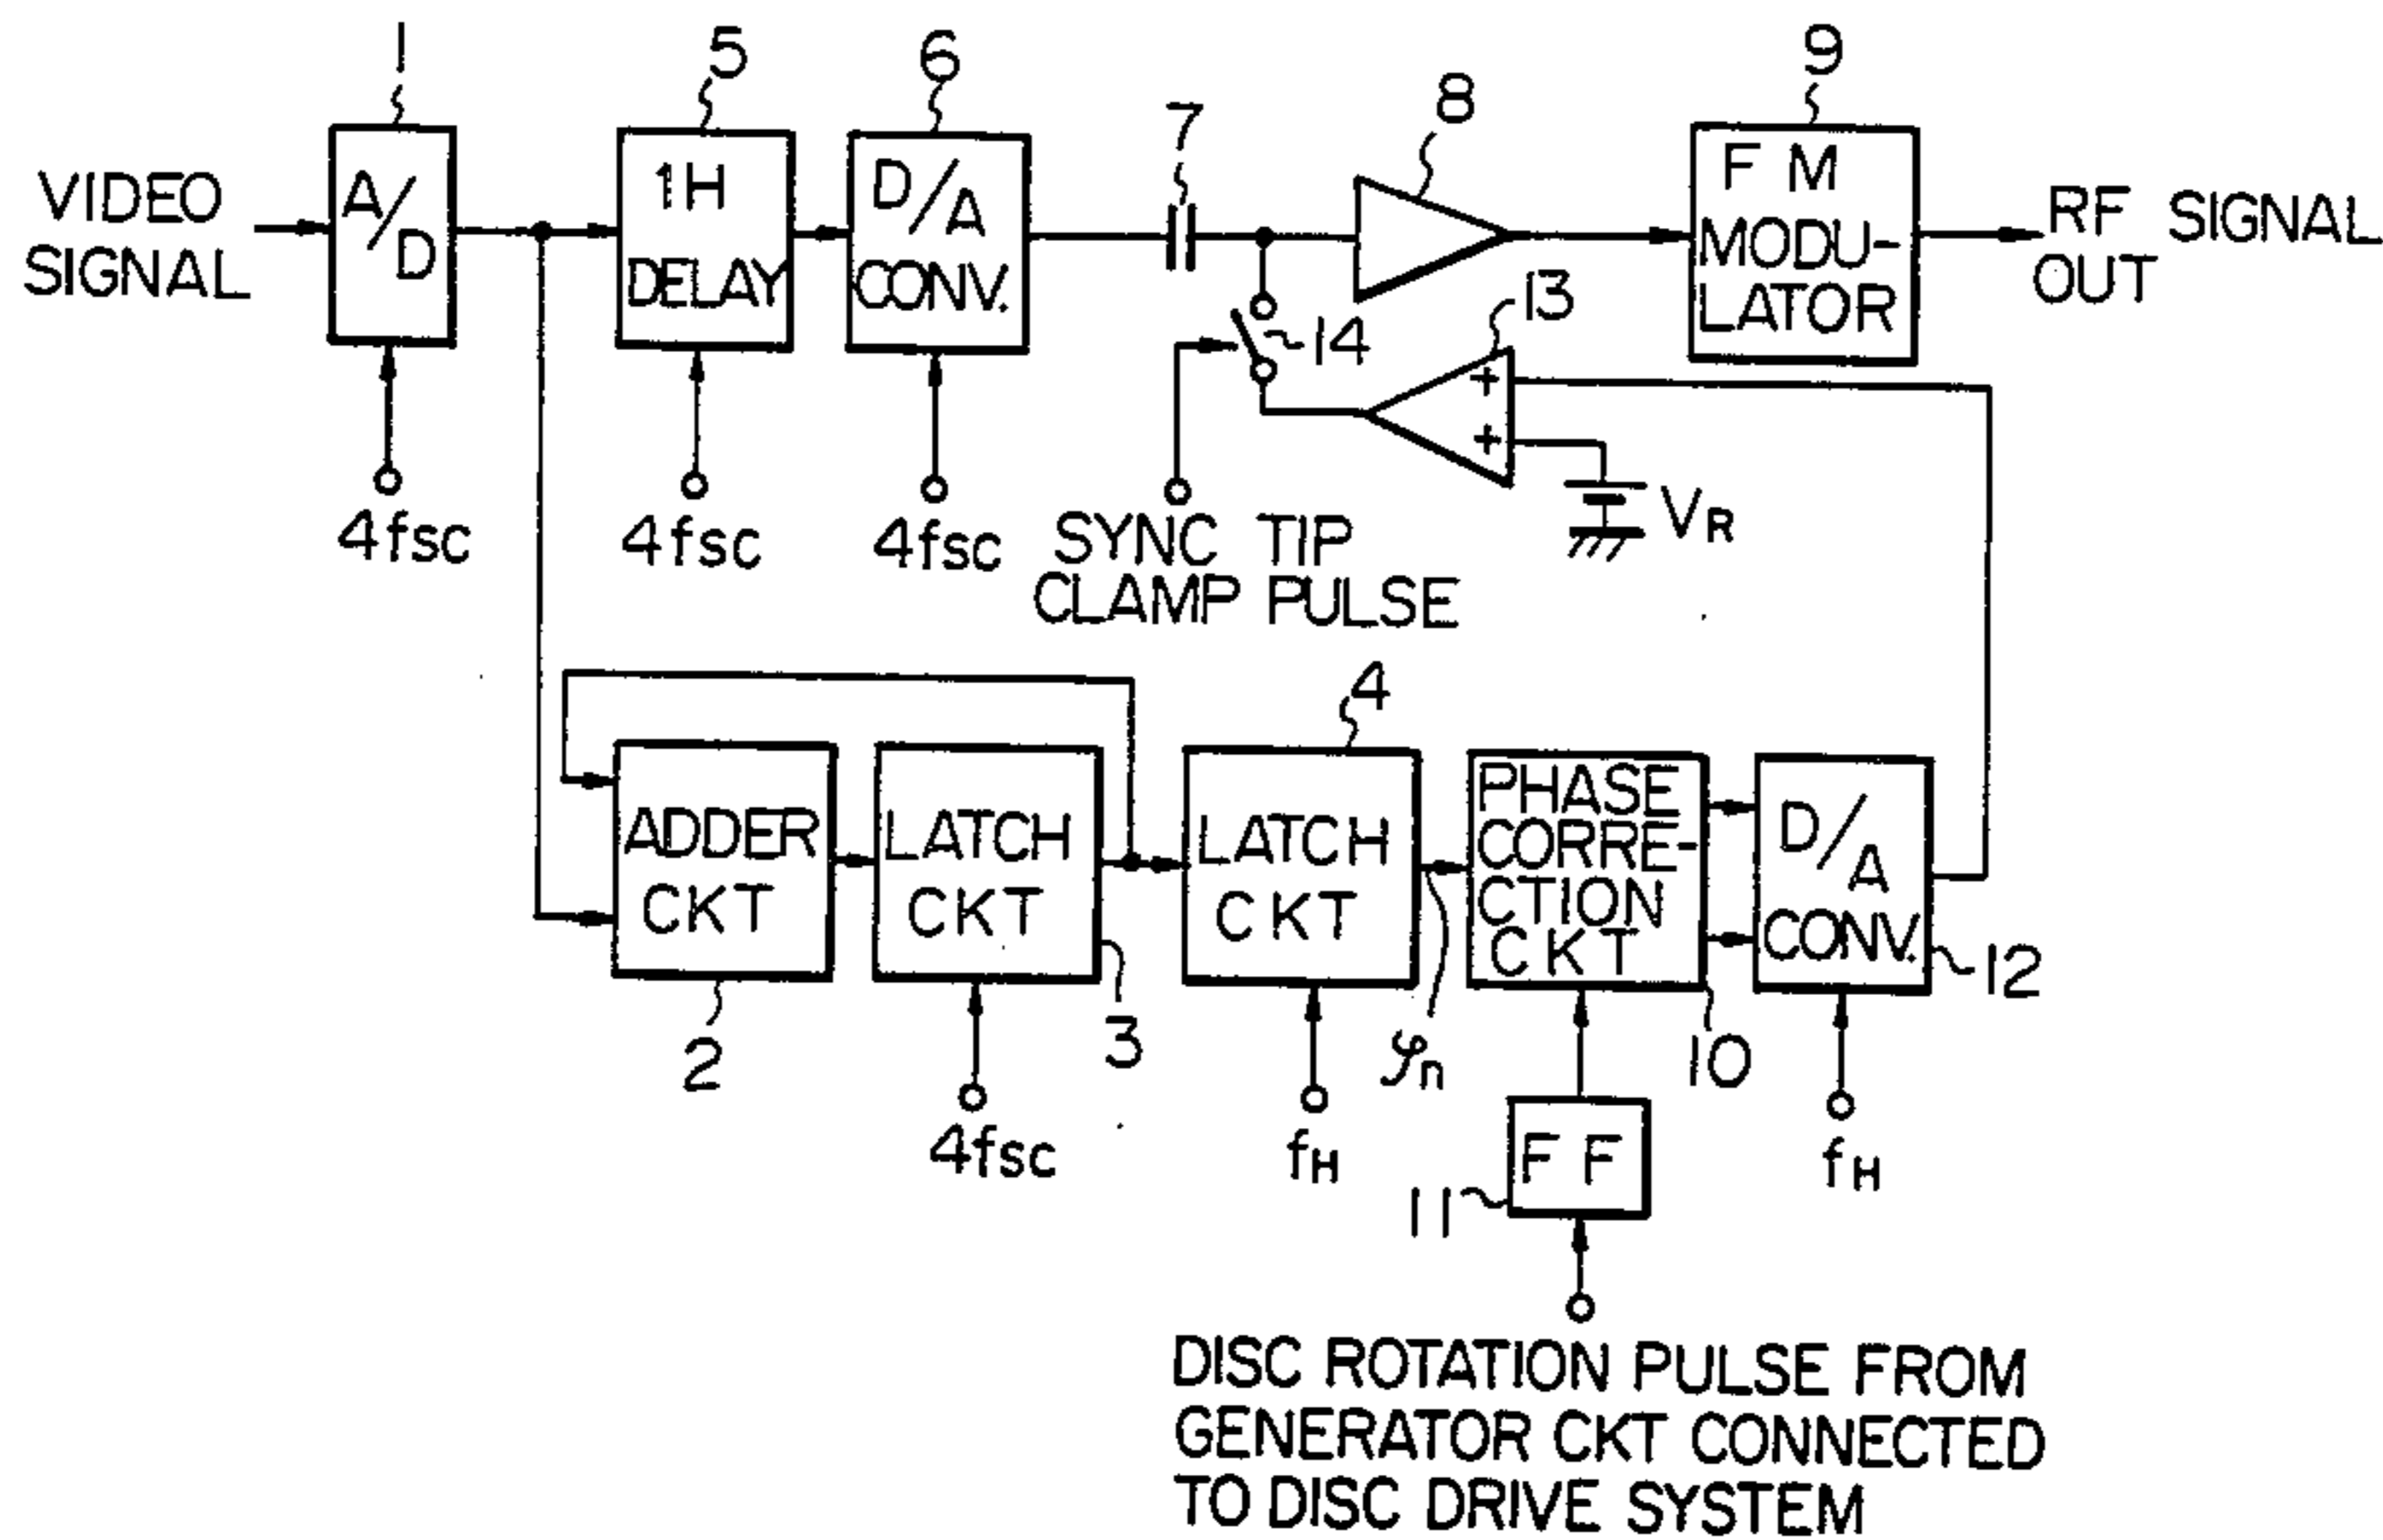 1
5
6
7
8
9
VIDEO
SIGNAL
A/D
1H
DELAY
D/A
CONV.
FM
MODU-
LATOR
RF SIGNAL
OUT
13
14
+
+
VR
4fsc
4fsc
4fsc
SYNC TIP
CLAMP PULSE
4
ADDER
CKT
LATCH
CKT
LATCH
CKT
PHASE
CORRE-
CTION
CKT
D/A
CONV.
12
2
3
φn
10
4fsc
fH
FF
11
fH
DISC ROTATION PULSE FROM
GENERATOR CKT CONNECTED
TO DISC DRIVE SYSTEM